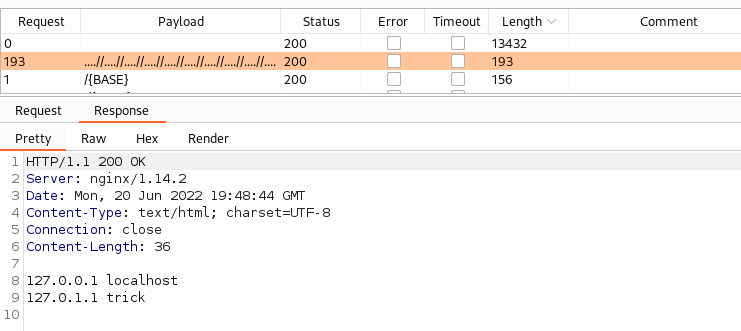 Request Payload Status Error Timeout Length Comment
0 200 13432
193 ....//....//....//....//....//....//....//....//....//....//.... 200 193
1 /{BASE} 200 156
Request Response
Pretty Raw Hex Render
1 HTTP/1.1 200 OK
2 Server: nginx/1.14.2
3 Date: Mon, 20 Jun 2022 19:48:44 GMT
4 Content-Type: text/html; charset=UTF-8
5 Connection: close
6 Content-Length: 36
7
8 127.0.0.1 localhost
9 127.0.1.1 trick
10